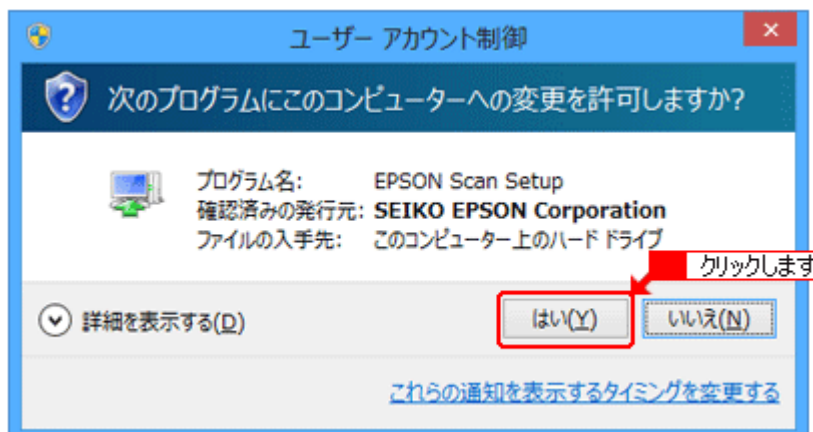 ユーザー アカウント制御
次のプログラムにこのコンピューターへの変更を許可しますか?
プログラム名: EPSON Scan Setup
確認済みの発行元: SEIKO EPSON Corporation
ファイルの入手先: このコンピューター上のハード ドライブ
クリックします
詳細を表示する(D) はい(Y) いいえ(N)
これらの通知を表示するタイミングを変更する